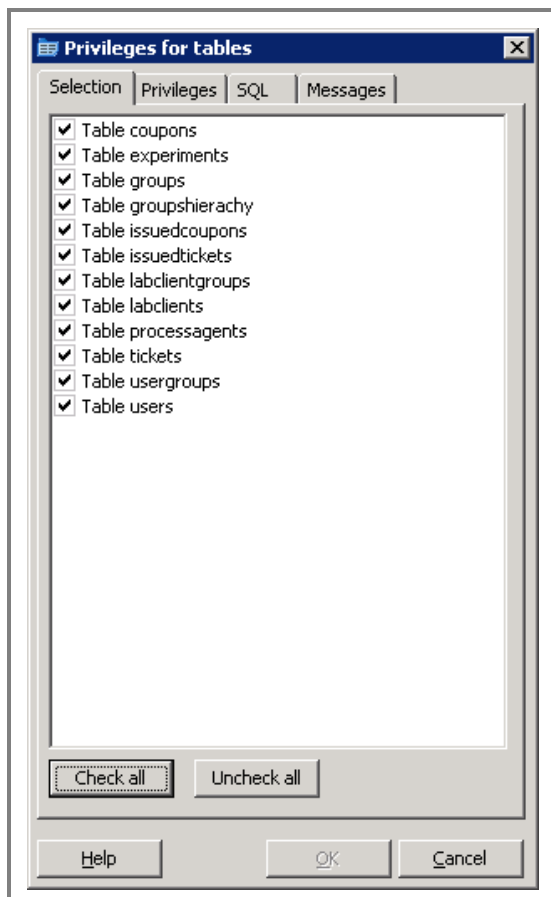 Privileges for tables
Selection Privileges SQL Messages
Table coupons
Table experiments
Table groups
Table groupshierachy
Table issuedcoupons
Table issuedtickets
Table labclientgroups
Table labclients
Table processagents
Table tickets
Table usergroups
Table users
Check all Uncheck all
Help OK Cancel